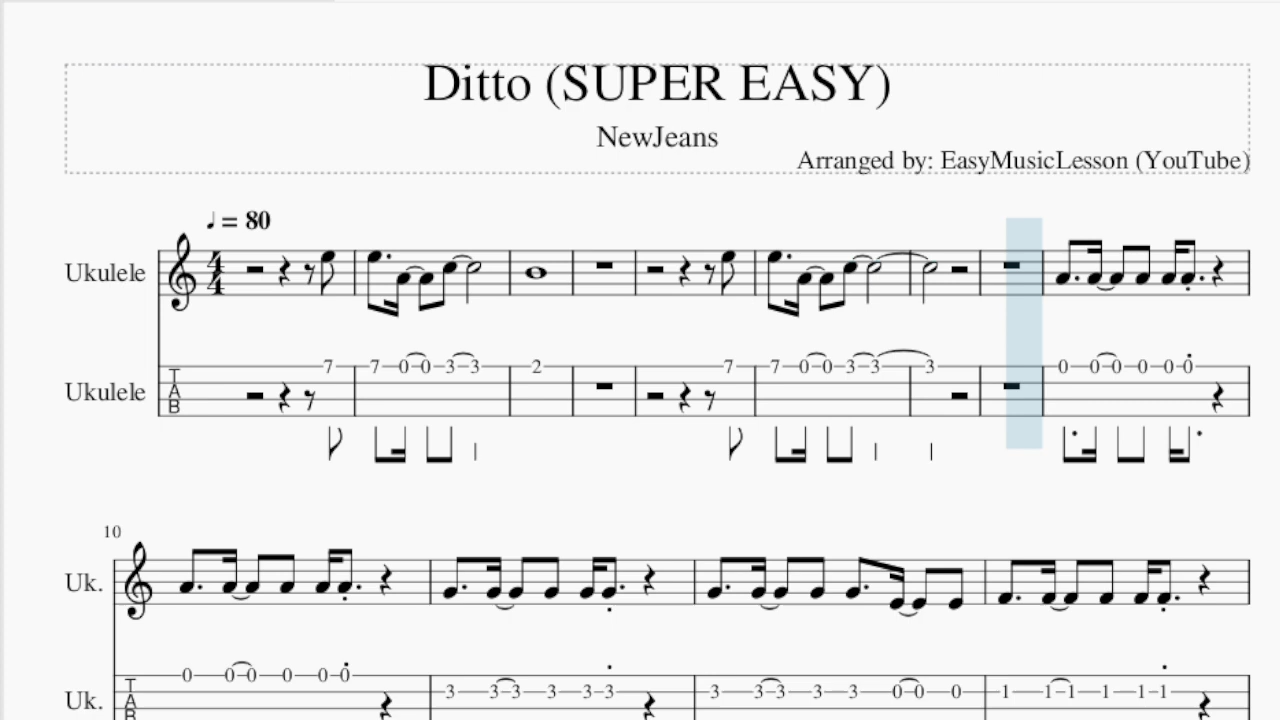 Ditto (SUPER EASY)
NewJeans
Arranged by: EasyMusicLesson (YouTube)
♩ = 80
Ukulele 4 4
7 7 0 0 3 3 2 7 7 0 0 3 3 3 0 0 0 0 0 0
Ukulele T A B
10
Uk.
0 0 0 0 0 0 3 3 3 3 3 3 3 3 3 3 3 0 0 0 1 1 1 1 1 1
Uk. T A B